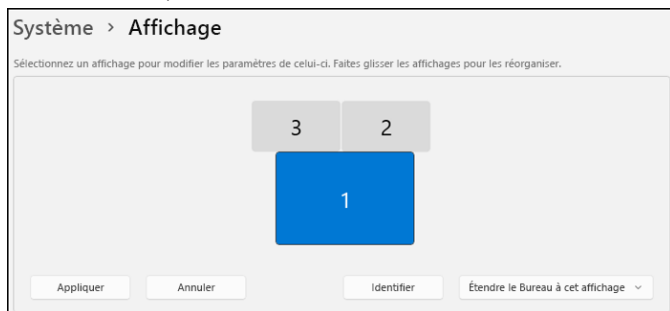 Système > Affichage
Sélectionnez un affichage pour modifier les paramètres de celui-ci. Faites glisser les affichages pour les réorganiser.
3 2
1
Appliquer Annuler Identifier Étendre le Bureau à cet affichage